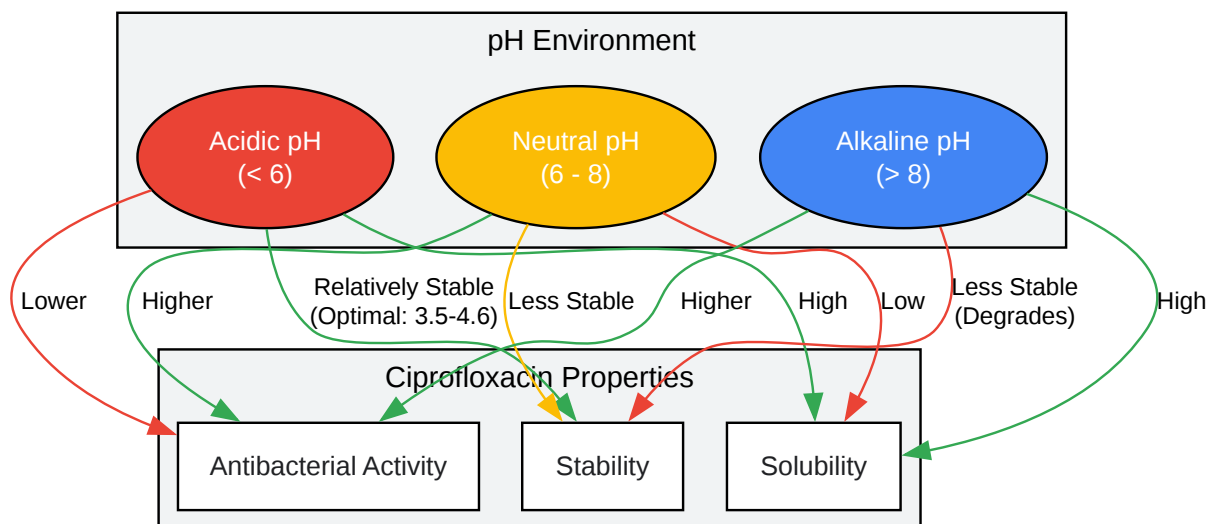 pH Environment
Acidic pH
(< 6)
Neutral pH
(6 - 8)
Alkaline pH
(> 8)
Lower
Higher
Relatively Stable
(Optimal: 3.5-4.6)
Less Stable
Higher
High
Low
Less Stable
(Degrades)
High
Ciprofloxacin Properties
Antibacterial Activity
Stability
Solubility